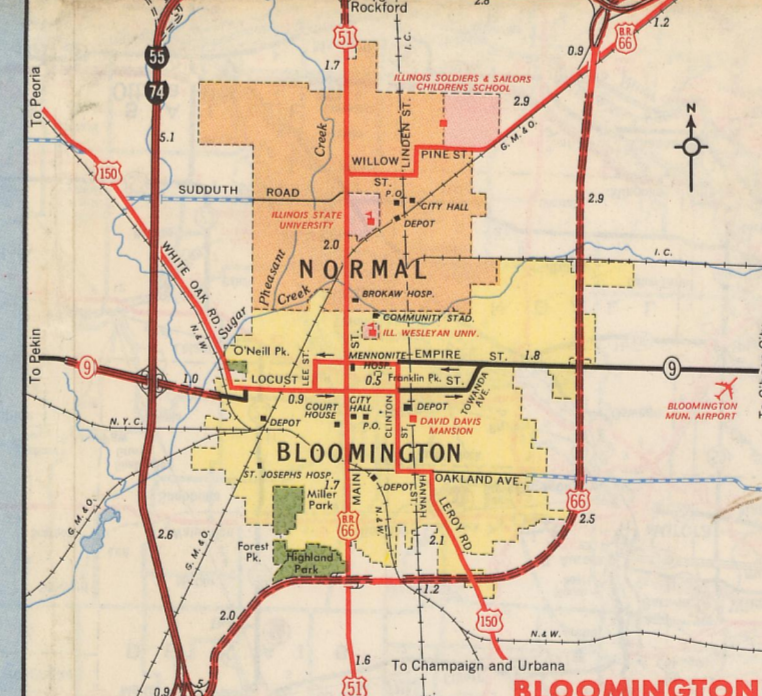 Rockford
2.8
To Peoria
55
74
51
1.7
I.C.
0.9
B.R. 66
1.2
N
ILLINOIS SOLDIERS & SAILORS
CHILDRENS SCHOOL
2.9
G.M.&O.
5.1
Creek
LINDEN ST.
150
WILLOW
ST.
PINE ST.
SUDDUTH ROAD
P.O.
CITY HALL
DEPOT
2.9
ILLINOIS STATE
UNIVERSITY
2.0
WHITE OAK RD.
Pheasant
NORMAL
I.C.
Creek
BROKAW HOSP.
Sugar
N.&W.
COMMUNITY STAD.
ILL. WESLEYAN UNIV.
To Pekin
9
1.0
O'Neill Pk.
LEE ST.
ST.
MENNONITE
HOSP.
EMPIRE ST.
1.8
9
LOCUST
0.5
Franklin Pk.
ST.
TOWANDA
AVE.
BLOOMINGTON
MUN. AIRPORT
0.9
COURT
HOUSE
CITY
HALL
P.O.
CLINTON
ST.
DEPOT
DAVID DAVIS
MANSION
N.Y.C.
DEPOT
BLOOMINGTON
ST. JOSEPHS HOSP.
1.7
MAIN
DEPOT
HANNAH
ST.
OAKLAND AVE.
G.M.&O.
Miller
Park
66
2.5
B.R. 66
N.&W.
LEROY RD.
2.1
2.6
G.M.&O.
Forest
Pk.
Highland
Park
1.2
2.0
150
N.&W.
To Champaign and Urbana
1.6
0.9
.5
51
BLOOMINGTON